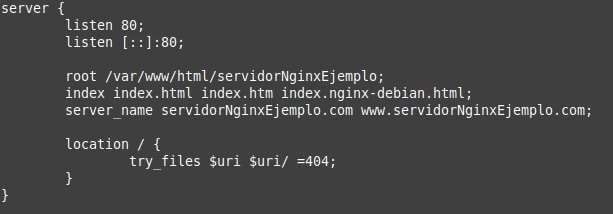 server {
        listen 80;
        listen [::]:80;

        root /var/www/html/servidorNginxEjemplo;
        index index.html index.htm index.nginx-debian.html;
        server_name servidorNginxEjemplo.com www.servidorNginxEjemplo.com;

        location / {
                try_files $uri $uri/ =404;
        }
}